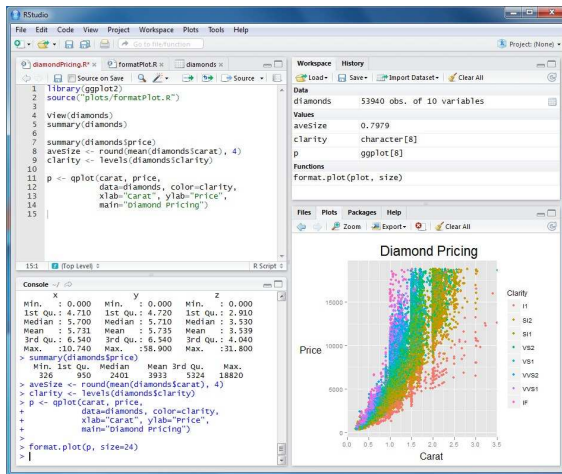 RStudio
File Edit Code View Project Workspace Plots Tools Help
Go to file/function
Project: (None)
diamondPricing.R* formatPlot.R diamonds
Source on Save Source
1 library(ggplot2)
2 source("plots/formatPlot.R")
3
4 View(diamonds)
5 summary(diamonds)
6
7 summary(diamonds$price)
8 aveSize <- round(mean(diamonds$carat), 4)
9 clarity <- levels(diamonds$clarity)
10
11 p <- qplot(carat, price,
12 data=diamonds, color=clarity,
13 xlab="Carat", ylab="Price",
14 main="Diamond Pricing")
15
15:1 (Top Level) R Script
Console ~/
x y z
Min. : 0.000 Min. : 0.000 Min. : 0.000
1st Qu.: 4.710 1st Qu.: 4.720 1st Qu.: 2.910
Median : 5.700 Median : 5.710 Median : 3.530
Mean : 5.731 Mean : 5.735 Mean : 3.539
3rd Qu.: 6.540 3rd Qu.: 6.540 3rd Qu.: 4.040
Max. :10.740 Max. :58.900 Max. :31.800
> summary(diamonds$price)
Min. 1st Qu. Median Mean 3rd Qu. Max.
326 950 2401 3933 5324 18820
> aveSize <- round(mean(diamonds$carat), 4)
> clarity <- levels(diamonds$clarity)
> p <- qplot(carat, price,
+ data=diamonds, color=clarity,
+ xlab="Carat", ylab="Price",
+ main="Diamond Pricing")
>
> format.plot(p, size=24)
>
Workspace History
Load Save Import Dataset Clear All
Data
diamonds 53940 obs. of 10 variables
Values
aveSize 0.7979
clarity character[8]
p ggplot[8]
Functions
format.plot(plot, size)
Files Plots Packages Help
Zoom Export Clear All
Diamond Pricing
Price
15000
10000
5000
0
0.0 0.5 1.0 1.5 2.0 2.5 3.0 3.5
Carat
Clarity
I1
SI2
SI1
VS2
VS1
VVS2
VVS1
IF